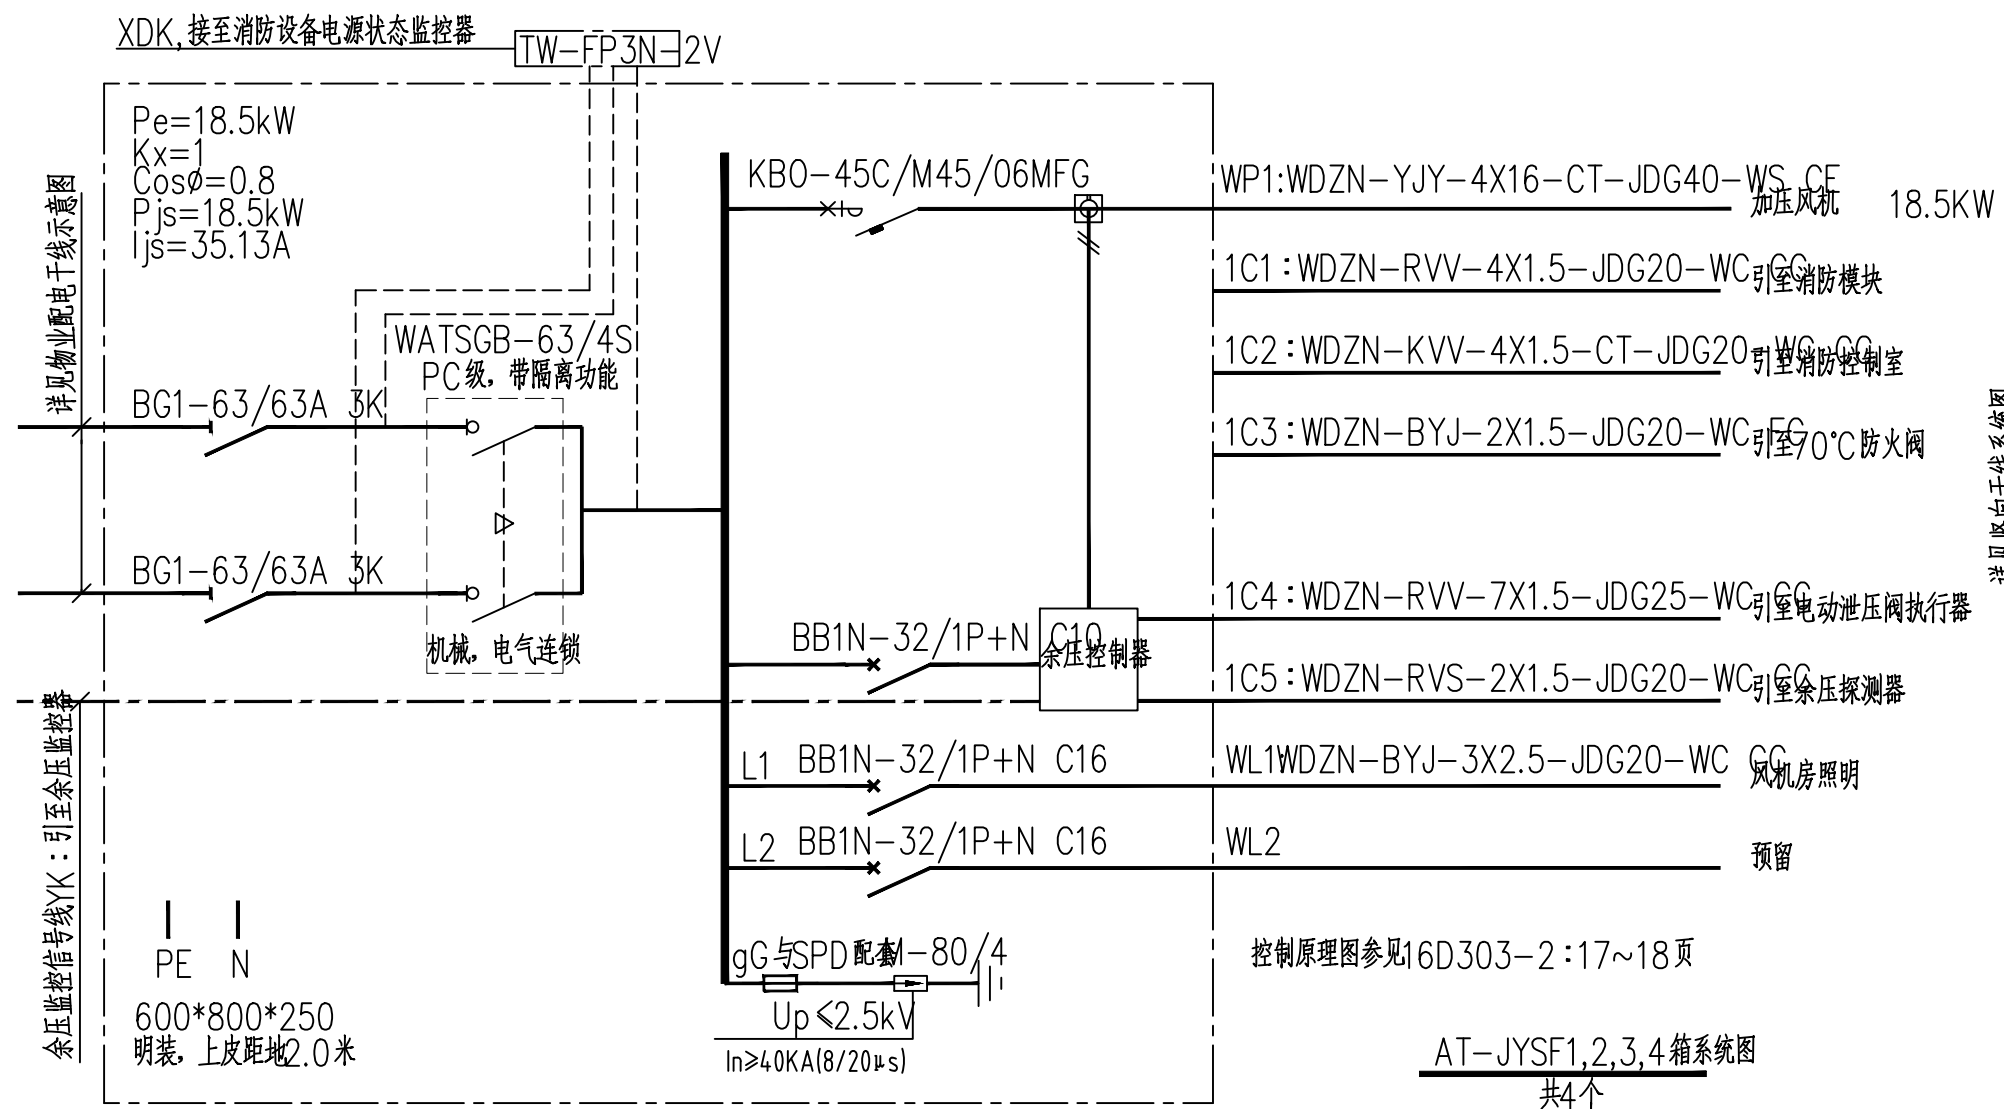 XDK,接至消防设备电源状态监控器
TW-FP3N-2V
Pe=18.5kW
Kx=1
Cosø=0.8
Pjs=18.5kW
Ijs=35.13A
详见物业配电干线示意图
KBO-45C/M45/06MFG
WP1:WDZN-YJY-4X16-CT-JDG40-WS CE
加压风机 18.5KW
1C1:WDZN-RVV-4X1.5-JDG20-WC CC
引至消防模块
WATSGB-63/4S
PC级，带隔离功能
1C2:WDZN-KVV-4X1.5-CT-JDG20-WC CC
引至消防控制室
BG1-63/63A 3K
1C3:WDZN-BYJ-2X1.5-JDG20-WC FC
引至70°C防火阀
BG1-63/63A 3K
1C4:WDZN-RVV-7X1.5-JDG25-WC CC
引至电动泄压阀执行器
机械，电气连锁
BB1N-32/1P+N C10
余压控制器
1C5:WDZN-RVS-2X1.5-JDG20-WC CC
引至余压探测器
余压监控信号线YK:引至余压监控器
L1 BB1N-32/1P+N C16
WL1WDZN-BYJ-3X2.5-JDG20-WC CC
风机房照明
L2 BB1N-32/1P+N C16
WL2
预留
PE N
gG与SPD配套
M-80/4
控制原理图参见16D303-2:17~18页
600*800*250
明装，上皮距地2.0米
Up≤2.5kV
In≥40KA(8/20μs)
AT-JYSF1,2,3,4箱系统图
共4个